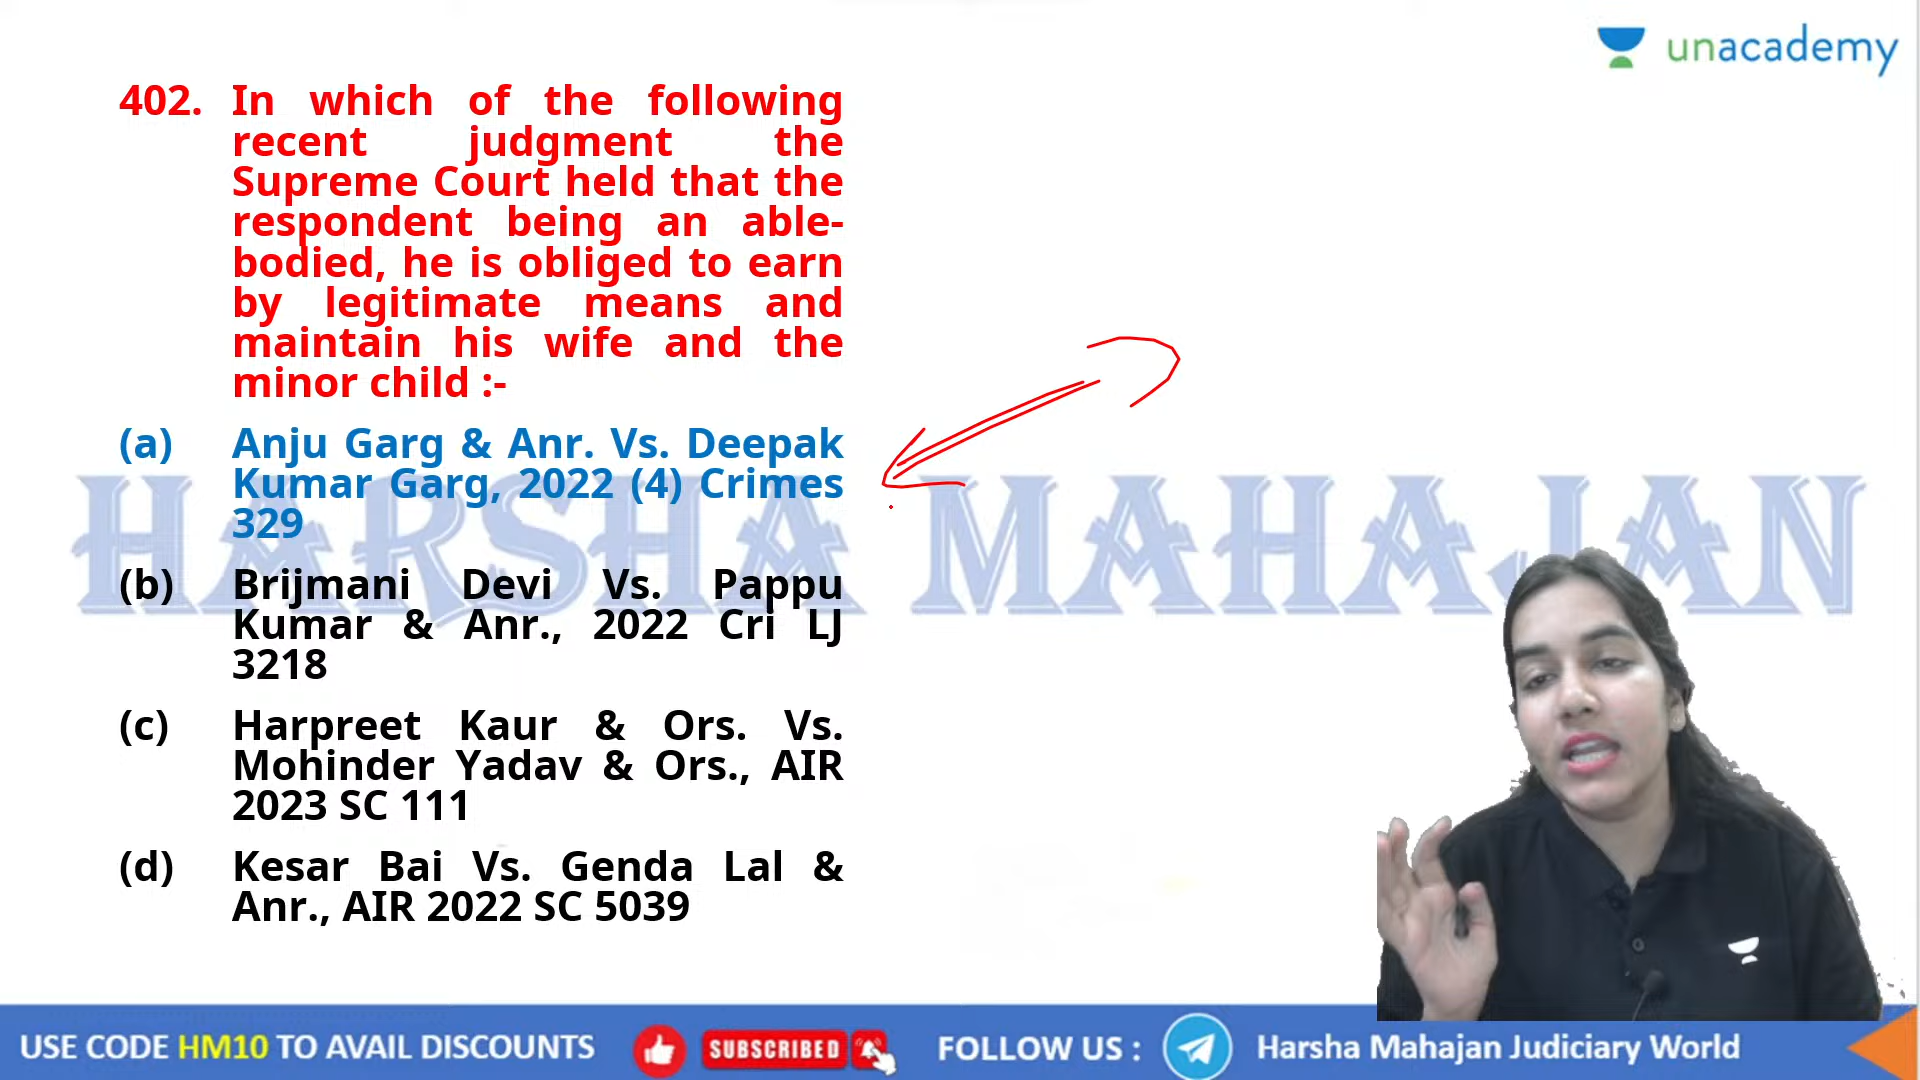 unacademy
402. In which of the following
recent judgment the
Supreme Court held that the
respondent being an able-
bodied, he is obliged to earn
by legitimate means and
maintain his wife and the
minor child :-
(a) Anju Garg & Anr. Vs. Deepak
Kumar Garg, 2022 (4) Crimes
329
(b) Brijmani Devi Vs. Pappu
Kumar & Anr., 2022 Cri LJ
3218
(c) Harpreet Kaur & Ors. Vs.
Mohinder Yadav & Ors., AIR
2023 SC 111
(d) Kesar Bai Vs. Genda Lal &
Anr., AIR 2022 SC 5039
HARSHA MAHAJAN
USE CODE HM10 TO AVAIL DISCOUNTS
SUBSCRIBED
FOLLOW US :
Harsha Mahajan Judiciary World